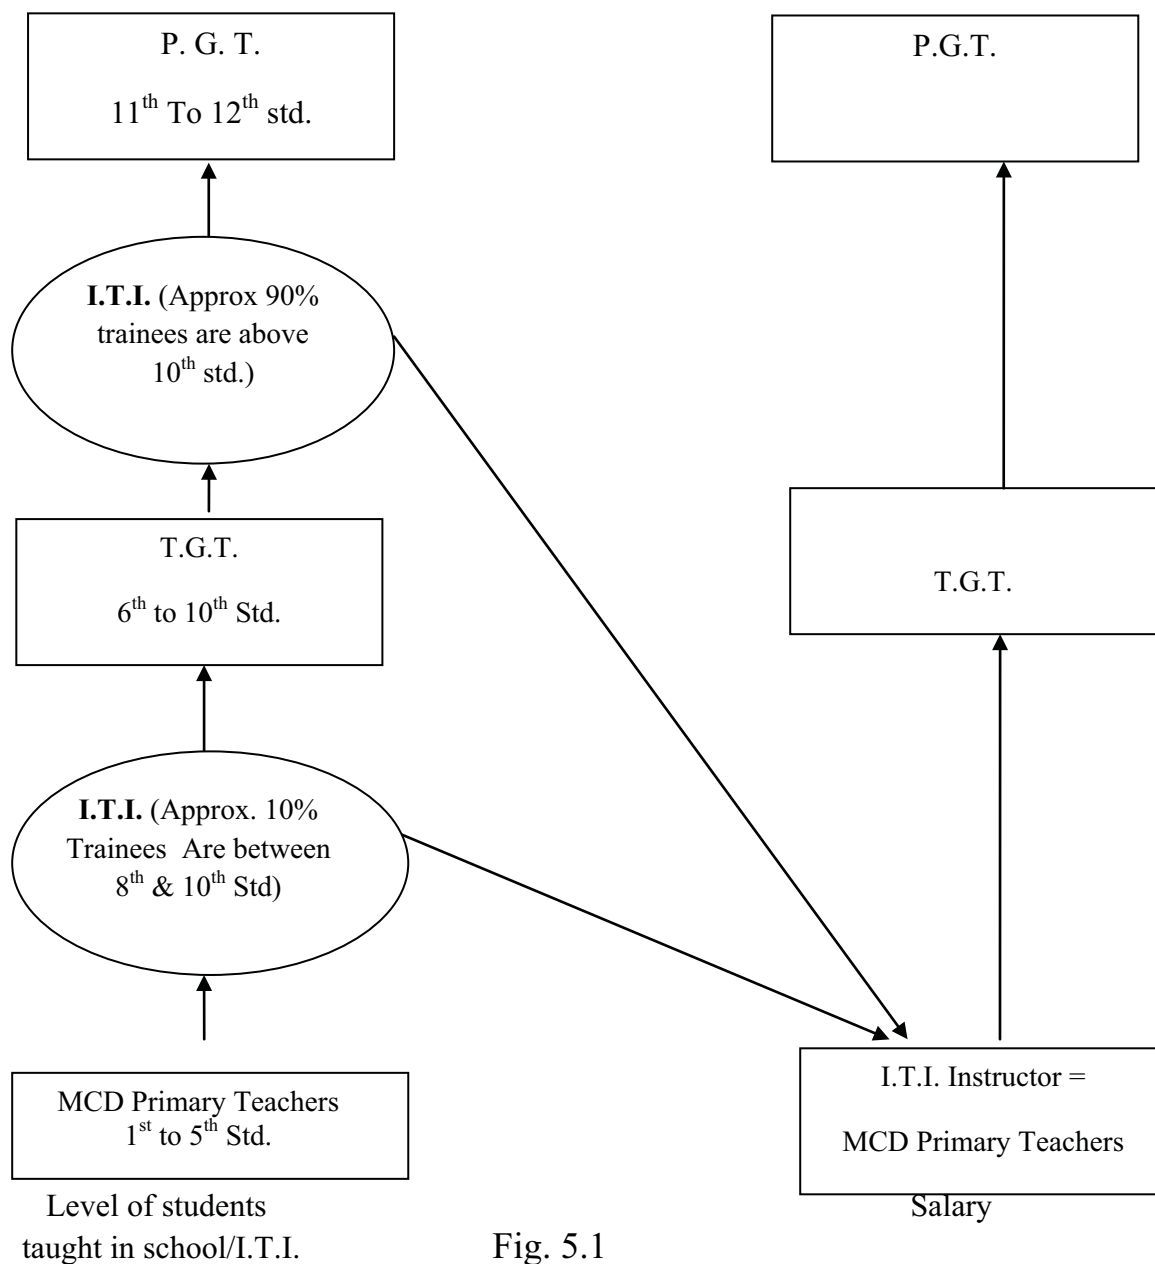 P. G. T.
11th To 12th std.
I.T.I. (Approx 90%
trainees are above
10th std.)
T.G.T.
6th to 10th Std.
I.T.I. (Approx. 10%
Trainees Are between
8th & 10th Std)
MCD Primary Teachers
1st to 5th Std.
Level of students
taught in school/I.T.I.
P.G.T.
T.G.T.
I.T.I. Instructor =
MCD Primary Teachers
Salary
Fig. 5.1